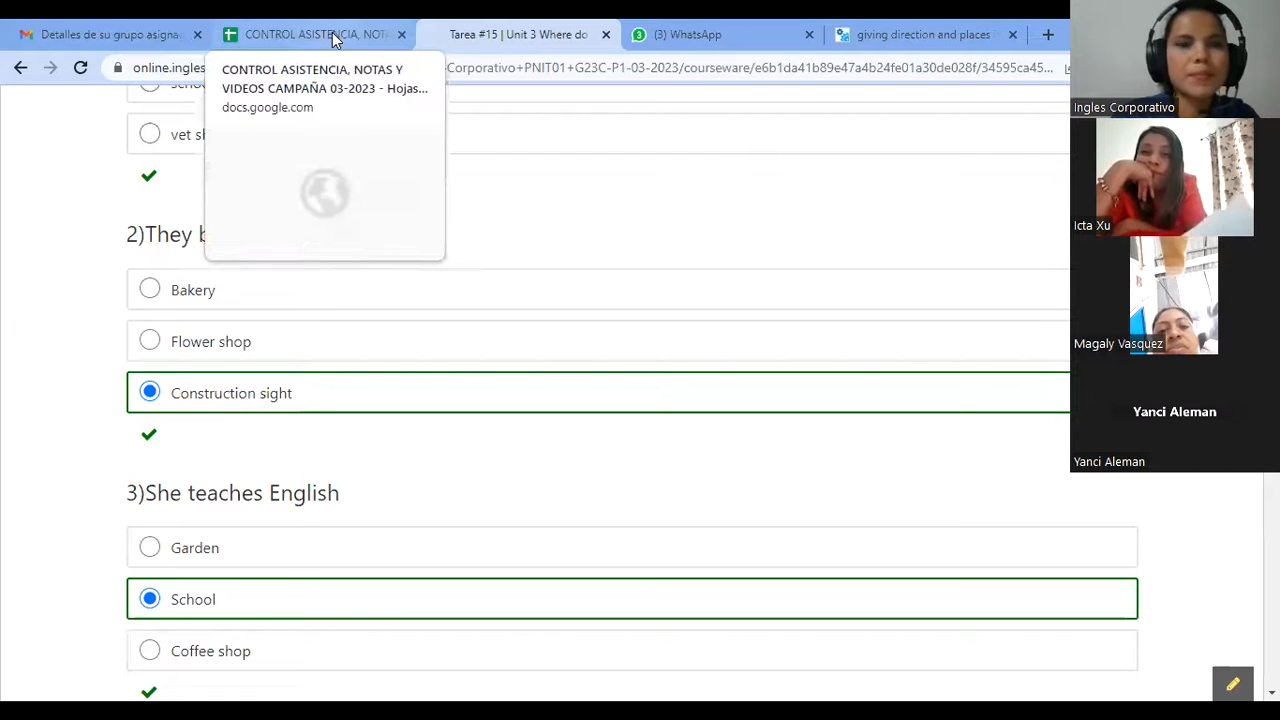 Detalles de su grupo asigna
CONTROL ASISTENCIA, NOT
Tarea #15 | Unit 3 Where do
(3) WhatsApp
giving direction and places
online.ingles
Corporativo+PNIT01+G23C-P1-03-2023/courseware/e6b1da41b89e47a4b24fe01a30de028f/34595ca45...
CONTROL ASISTENCIA, NOTAS Y
VIDEOS CAMPAÑA 03-2023 - Hojas...
docs.google.com
vet sh
2)They b
Bakery
Flower shop
Construction sight
3)She teaches English
Garden
School
Coffee shop
Ingles Corporativo
Icta Xu
Magaly Vasquez
Yanci Aleman
Yanci Aleman